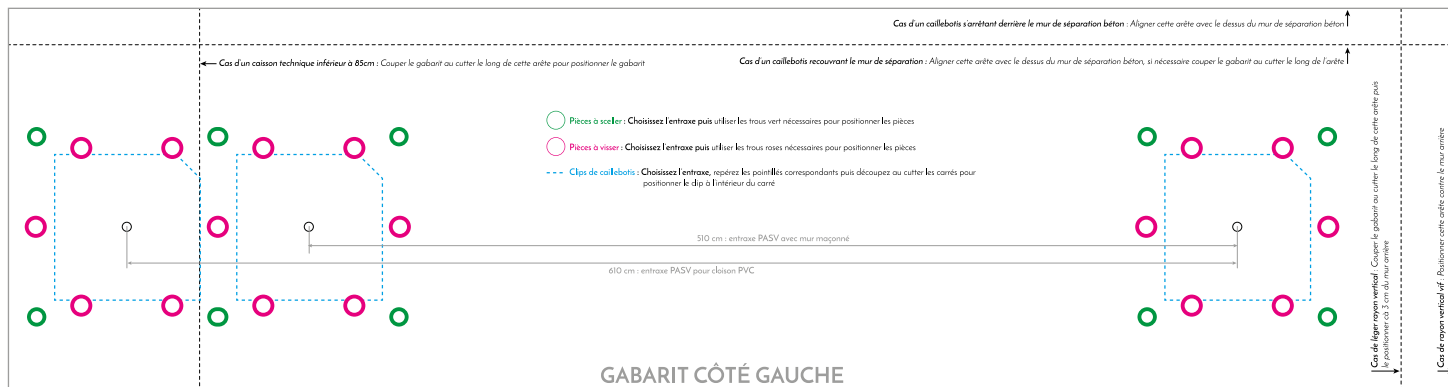 Cas d'un caillebotis s'arrêtant derrière le mur de séparation béton : Aligner cette arête avec le dessus du mur de séparation béton
Cas d'un caisson technique inférieur à 85cm : Couper le gabarit au cutter le long de cette arête pour positionner le gabarit
Cas d'un caillebotis recouvrant le mur de séparation : Aligner cette arête avec le dessus du mur de séparation béton, si nécessaire couper le gabarit au cutter le long de l'arête
Pièces à sceller : Choisissez l'entraxe puis utiliser les trous vert nécessaires pour positionner les pièces
Pièces à visser : Choisissez l'entraxe puis utiliser les trous roses nécessaires pour positionner les pièces
Clips de caillebotis : Choisissez l'entraxe, repérez les pointillés correspondants puis découpez au cutter les carrés pour
positionner le clip à l'intérieur du carré
510 cm : entraxe PASV avec mur maçonné
610 cm : entraxe PASV pour cloison PVC
Cas de léger rayon vertical : Couper le gabarit au cutter le long de cette arête puis
le positionner cà 3 cm du mur arrière
Cas de rayon vertical vif : Positionner cette arête contre le mur arrière
GABARIT CÔTÉ GAUCHE